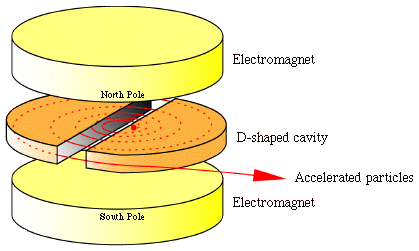 Electromagnet
North Pole
D-shaped cavity
Accelerated particles
Electromagnet
South Pole